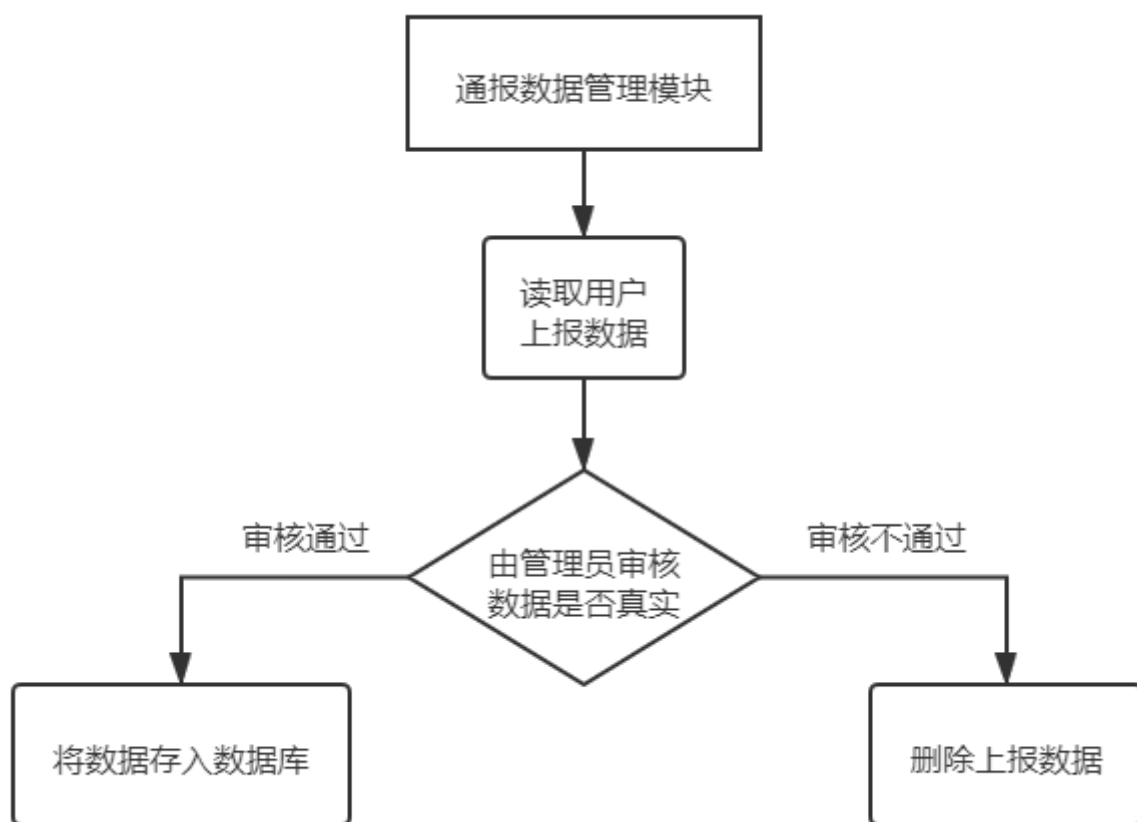 通报数据管理模块
读取用户
上报数据
审核通过
审核不通过
由管理员审核
数据是否真实
将数据存入数据库
删除上报数据